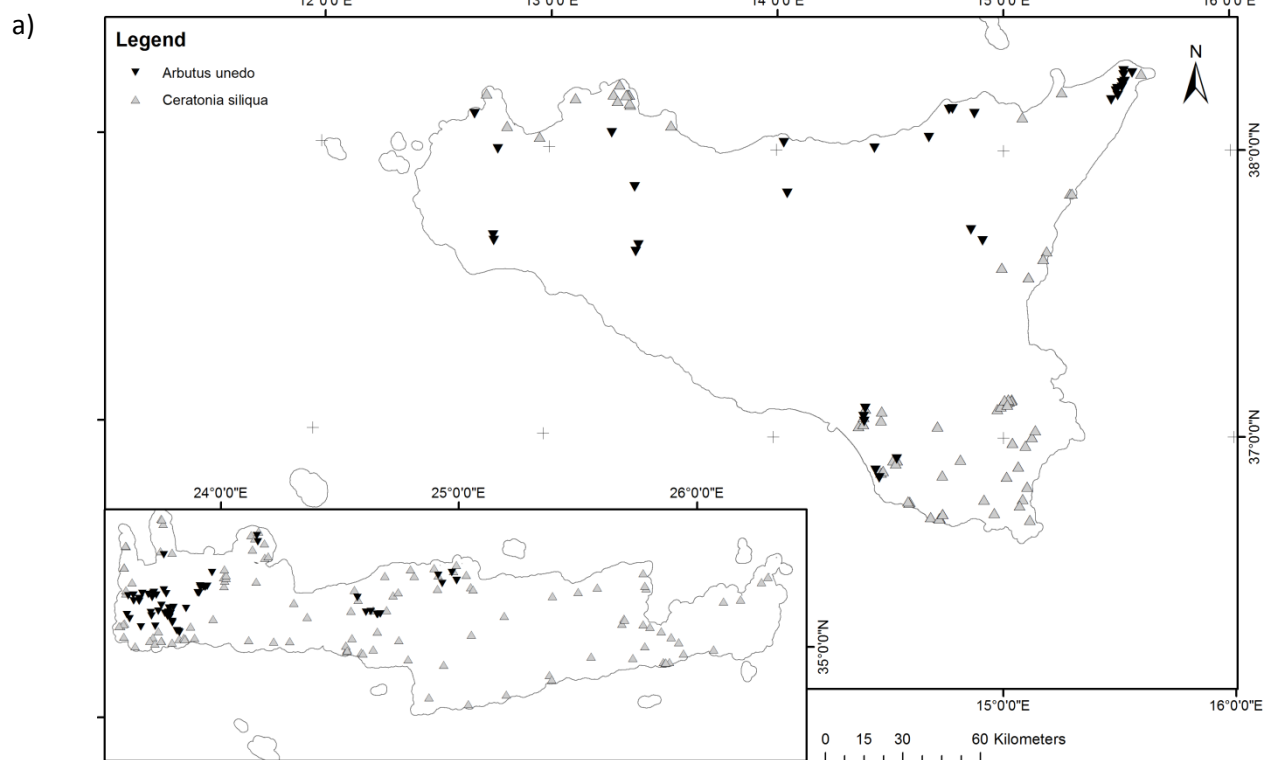 a)
12°0'0"E 13°0'0"E 14°0'0"E 15°0'0"E 16°0'0"E
Legend
Arbutus unedo
Ceratonia siliqua
N
38°0'0"N
37°0'0"N
24°0'0"E 25°0'0"E 26°0'0"E
35°0'0"N
15°0'0"E 16°0'0"E
0 15 30 60 Kilometers